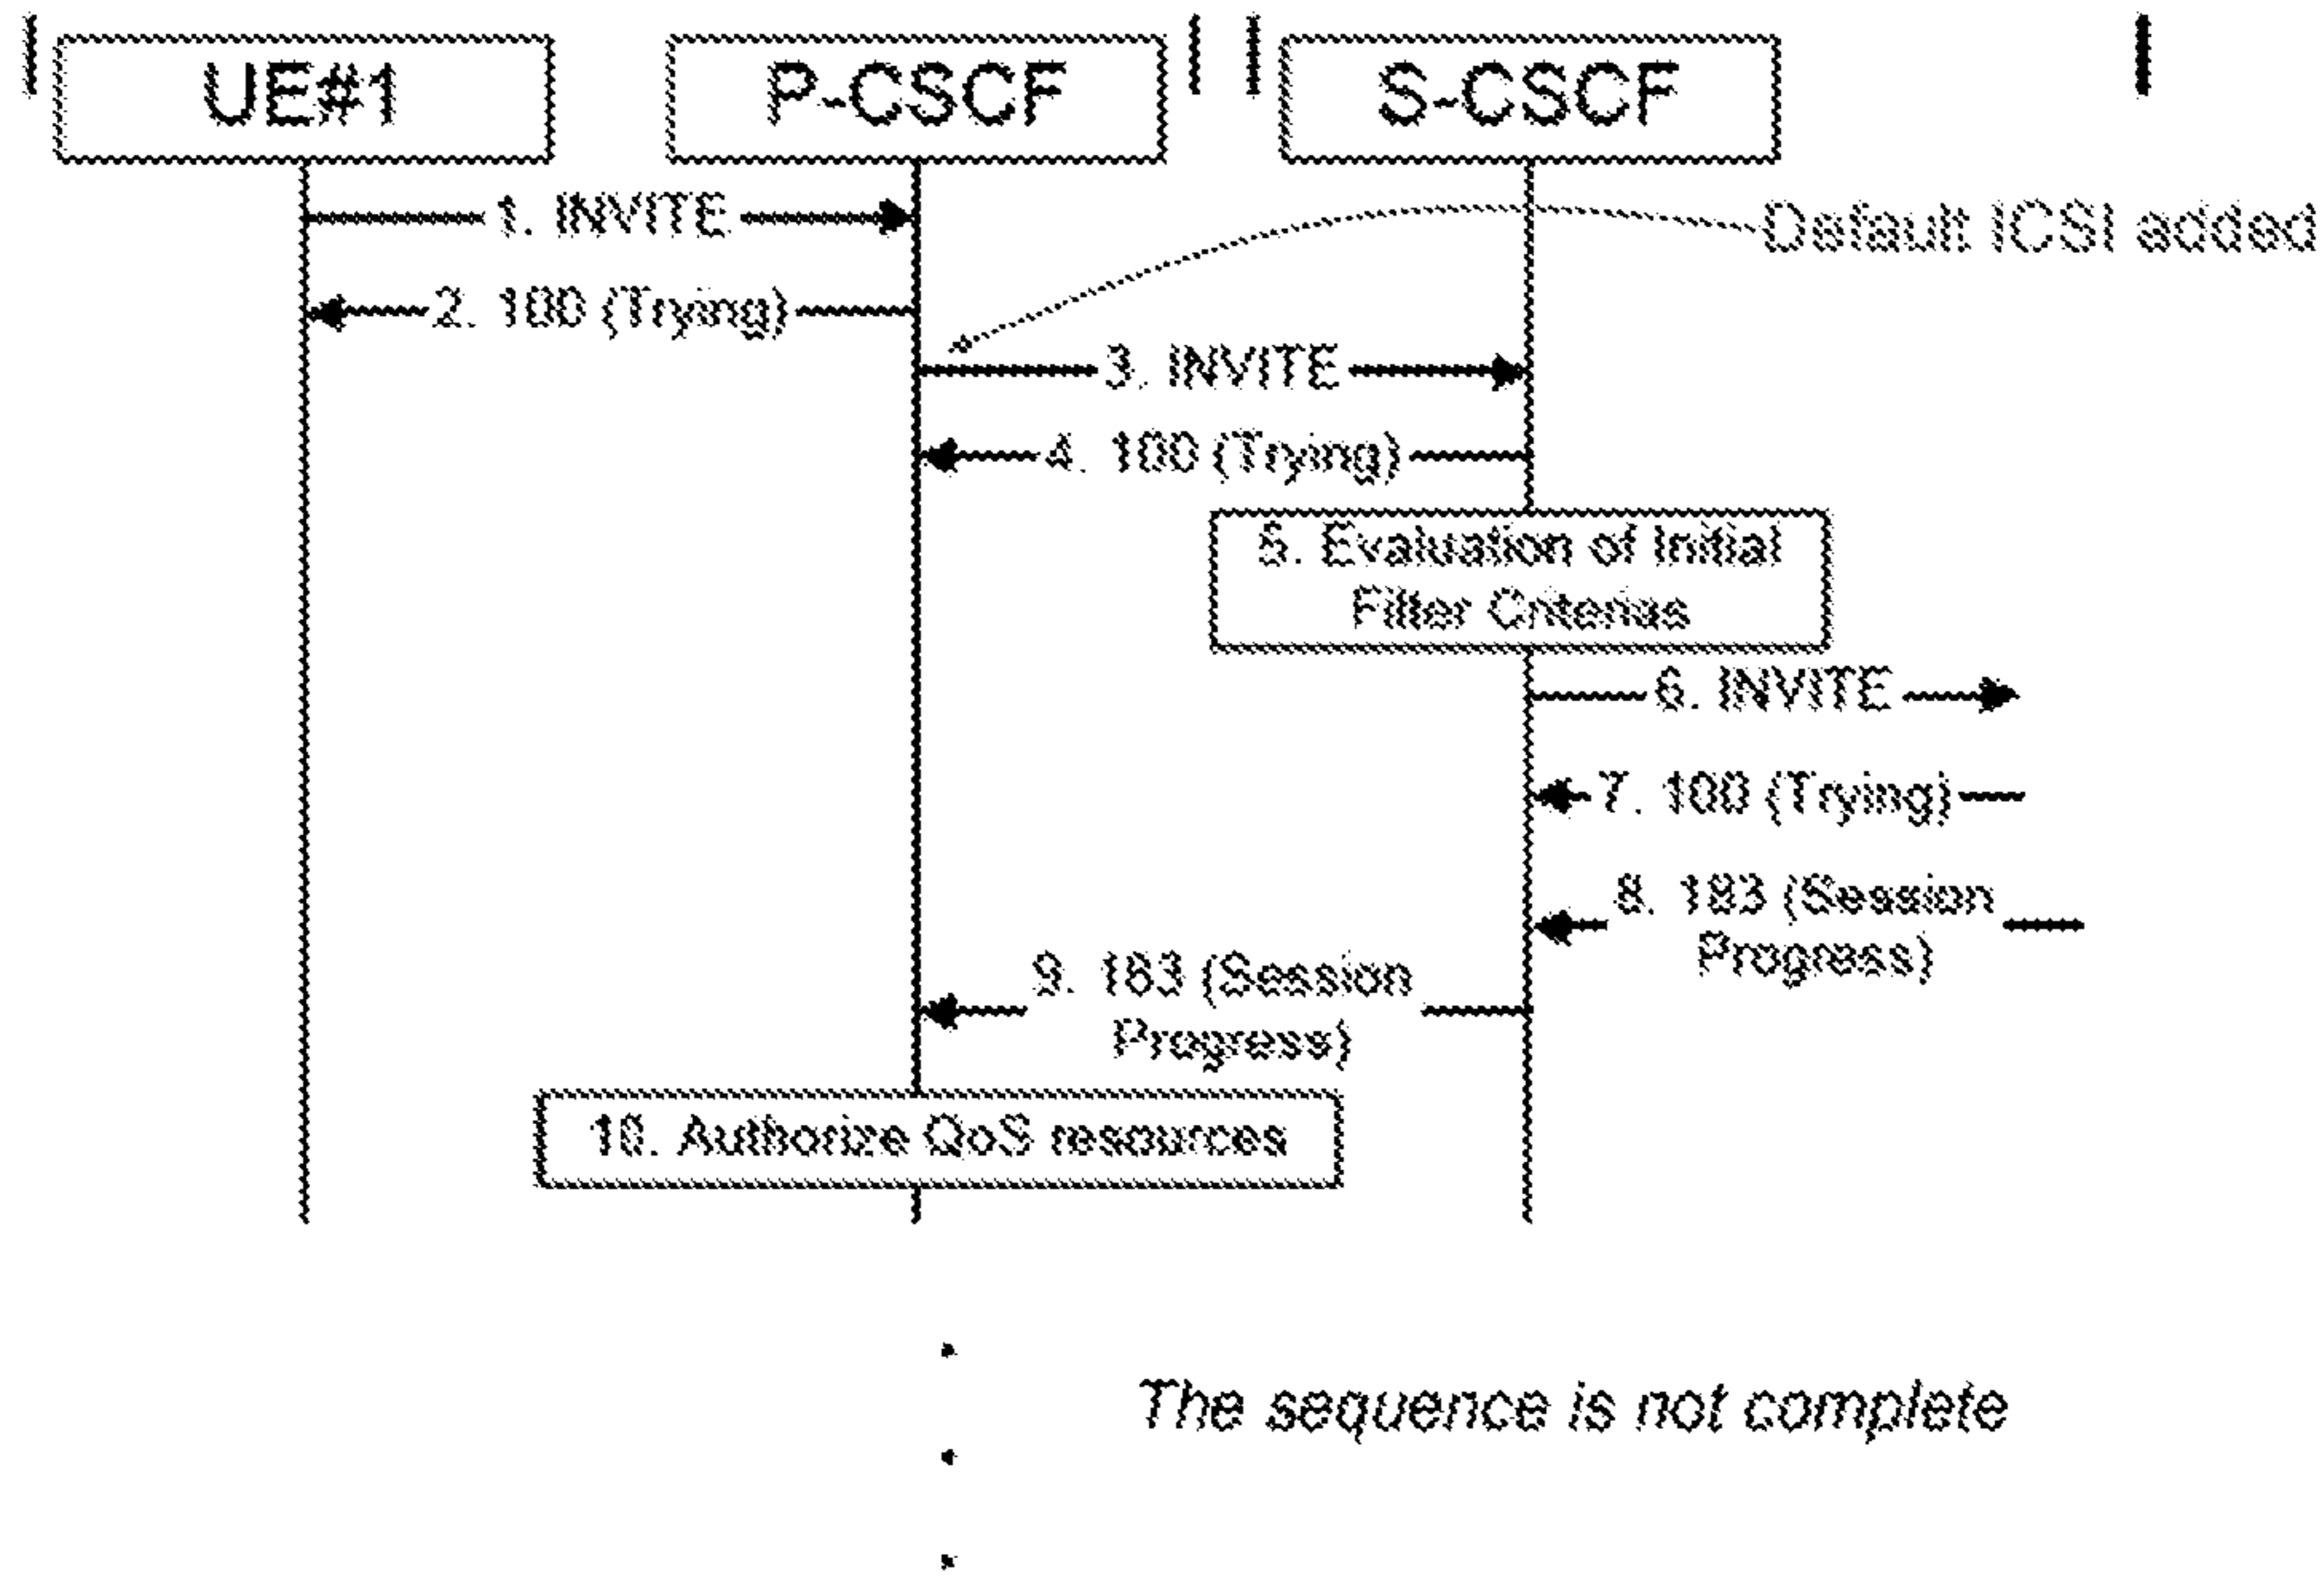 UE#1
P-CSCF
S-CSCF
1. INVITE
Default ICSI added
2. 100 (Trying)
3. INVITE
4. 100 (Trying)
5. Evaluation of Initial
Filter Criterias
6. INVITE
7. 100 (Trying)
8. 183 (Session
Progress)
9. 183 (Session
Progress)
10. Authorize QoS resources
The sequence is not complete